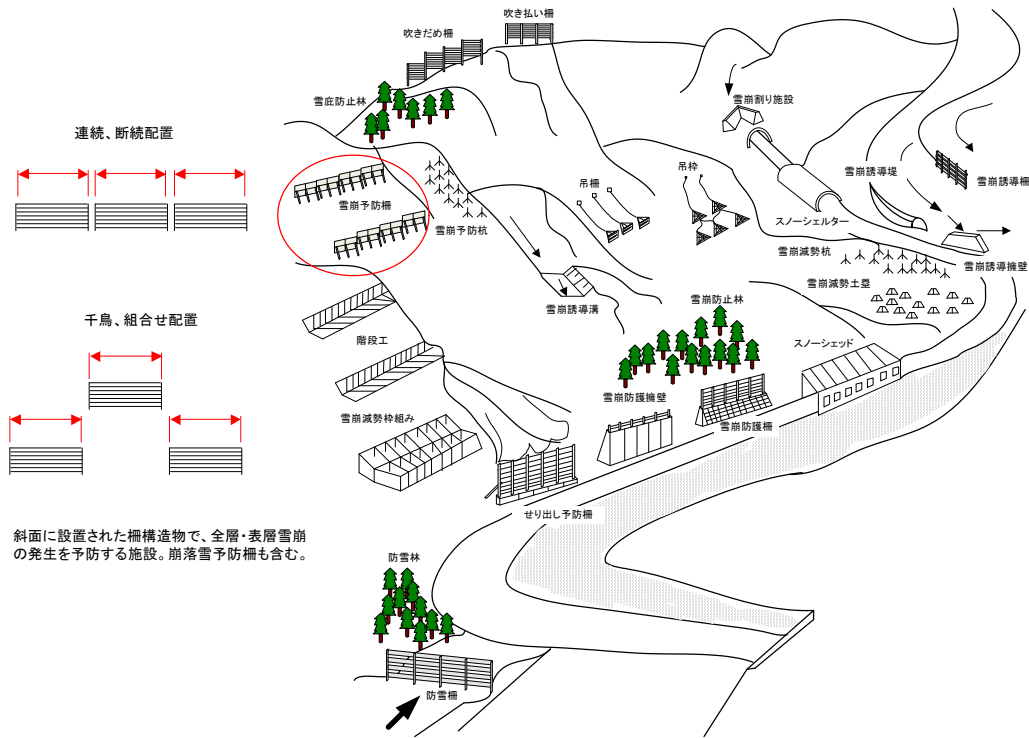 吹き払い柵
吹きだめ柵
雪庇防止林
雪崩割り施設
連続、断続配置
雪崩予防柵
雪崩予防杭
吊柵
吊枠
スノーシェルター
雪崩誘導堤
雪崩誘導柵
雪崩減勢杭
雪崩誘導擁壁
雪崩減勢土塁
雪崩誘導溝
千鳥、組合せ配置
階段工
雪崩防止林
スノーシェッド
雪崩防護擁壁
雪崩減勢枠組み
雪崩防護柵
せり出し予防柵
斜面に設置された柵構造物で、全層・表層雪崩
の発生を予防する施設。崩落雪予防柵も含む。
防雪林
防雪柵